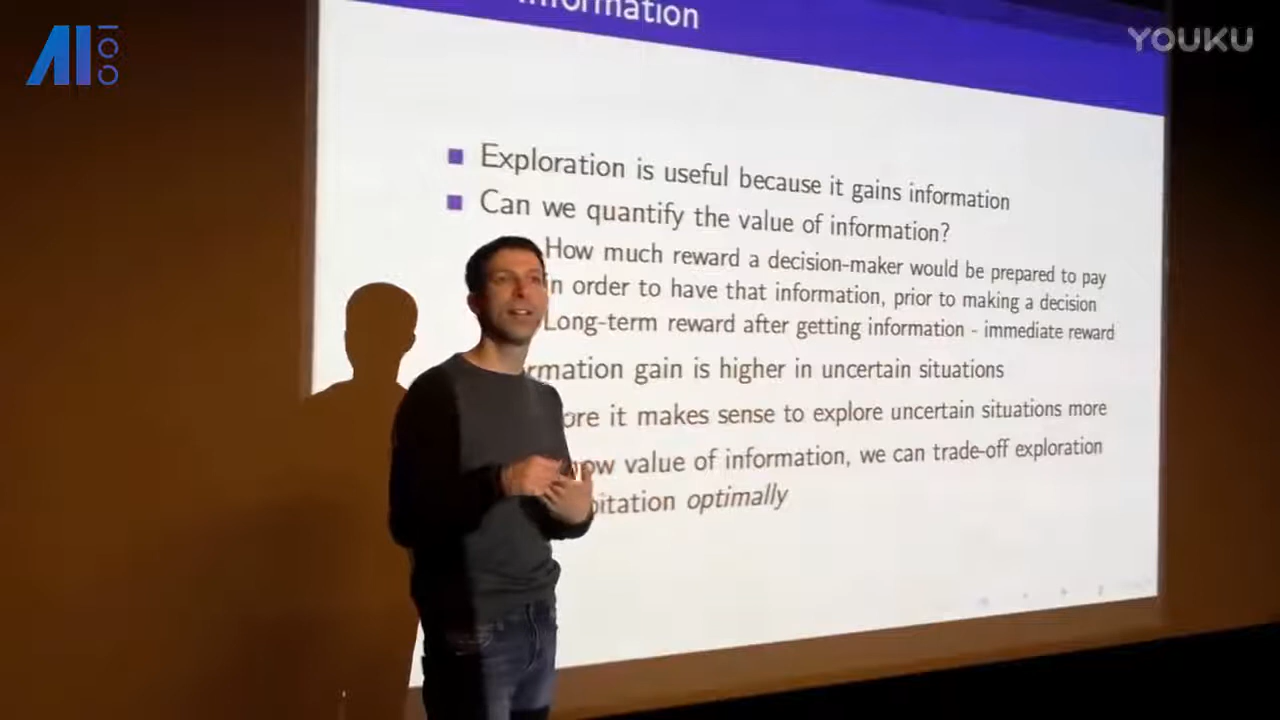 AI
YOUKU
information
Exploration is useful because it gains information
Can we quantify the value of information?
How much reward a decision-maker would be prepared to pay
in order to have that information, prior to making a decision
Long-term reward after getting information - immediate reward
rmation gain is higher in uncertain situations
ore it makes sense to explore uncertain situations more
ow value of information, we can trade-off exploration
oitation optimally